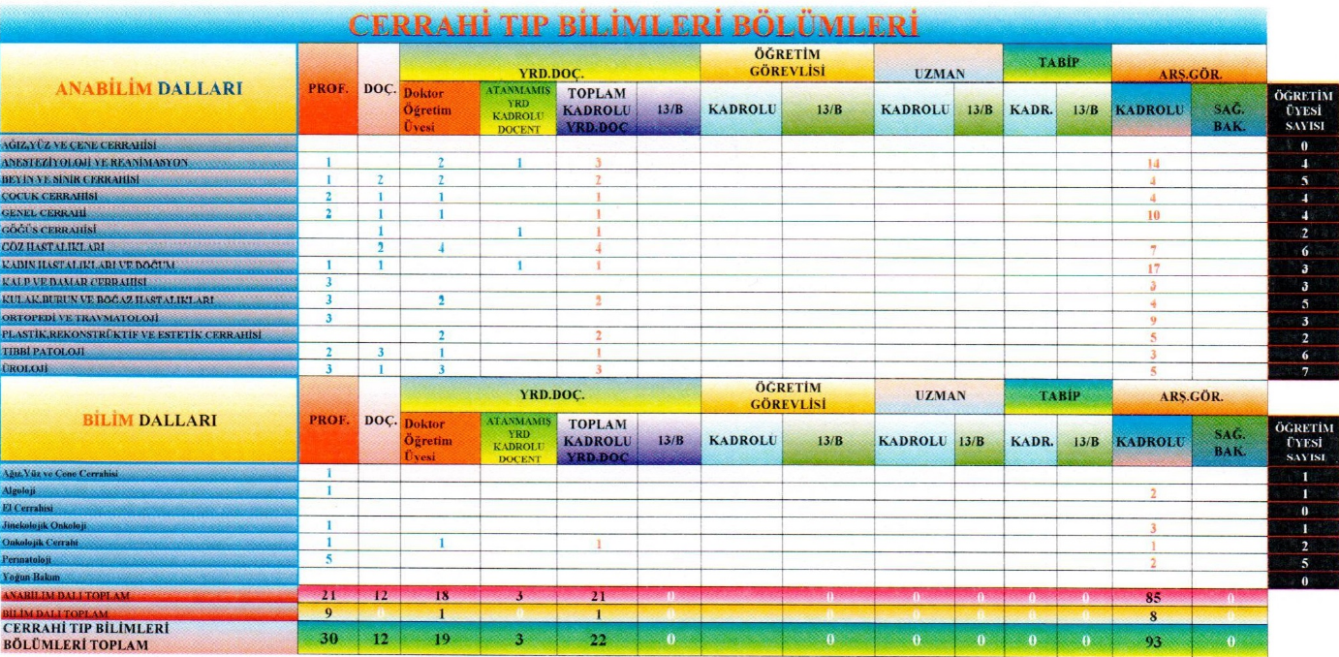 CERRAHİ TIP BİLİMLERİ BÖLÜMLERİ
ANABİLİM DALLARI PROF. DOÇ. YRD.DOÇ. ÖĞRETİM GÖREVLİSİ UZMAN TABİP ARŞ.GÖR. ÖĞRETİM ÜYESİ SAYISI
Doktor Öğretim Üyesi ATANMAMIŞ YRD KADROLU DOCENT TOPLAM KADROLU YRD.DOÇ 13/B KADROLU 13/B KADROLU 13/B KADR. 13/B KADROLU SAĞ. BAK.
AĞIZ,YÜZ VE ÇENE CERRAHİSİ 0
ANESTEZİYOLOJİ VE REANİMASYON 1 2 1 3 14 4
BEYİN VE SİNİR CERRAHİSİ 1 2 2 2 4 5
ÇOCUK CERRAHİSİ 2 1 1 1 4 4
GENEL CERRAHİ 2 1 1 1 10 4
GÖĞÜS CERRAHİSİ 1 1 1 2
GÖZ HASTALIKLARI 2 4 4 7 6
KADIN HASTALIKLARI VE DOĞUM 1 1 1 1 17 3
KALP VE DAMAR CERRAHISI 3 3 3
KULAK,BURUN VE BOĞAZ HASTALIKLARI 3 2 2 4 5
ORTOPEDİ VE TRAVMATOLOJİ 3 9 3
PLASTİK,REKONSTRÜKTİF VE ESTETİK CERRAHİSİ 2 2 5 2
TIBBİ PATOLOJİ 2 3 1 1 3 6
ÜROLOJİ 3 1 3 3 5 7
BİLİM DALLARI PROF. DOÇ. YRD.DOÇ. ÖĞRETİM GÖREVLİSİ UZMAN TABİP ARŞ.GÖR. ÖĞRETİM ÜYESİ SAYISI
Doktor Öğretim Üyesi ATANMAMIŞ YRD KADROLU DOCENT TOPLAM KADROLU YRD.DOÇ 13/B KADROLU 13/B KADROLU 13/B KADR. 13/B KADROLU SAĞ. BAK.
Ağız,Yüz ve Çene Cerrahisi 1 1
Algoloji 1 2 1
El Cerrahisi 0
Jinekolojik Onkoloji 1 3 1
Onkolojik Cerrahi 1 1 1 1 2
Perinatoloji 5 2 5
Yoğun Bakım 0
ANABİLİM DALI TOPLAM 21 12 18 3 21 0 0 0 0 0 0 85 0
BİLİM DALI TOPLAM 9 0 1 0 1 0 0 0 0 0 0 8 0
CERRAHİ TIP BİLİMLERİ
BÖLÜMLERİ TOPLAM 30 12 19 3 22 0 0 0 0 0 0 93 0